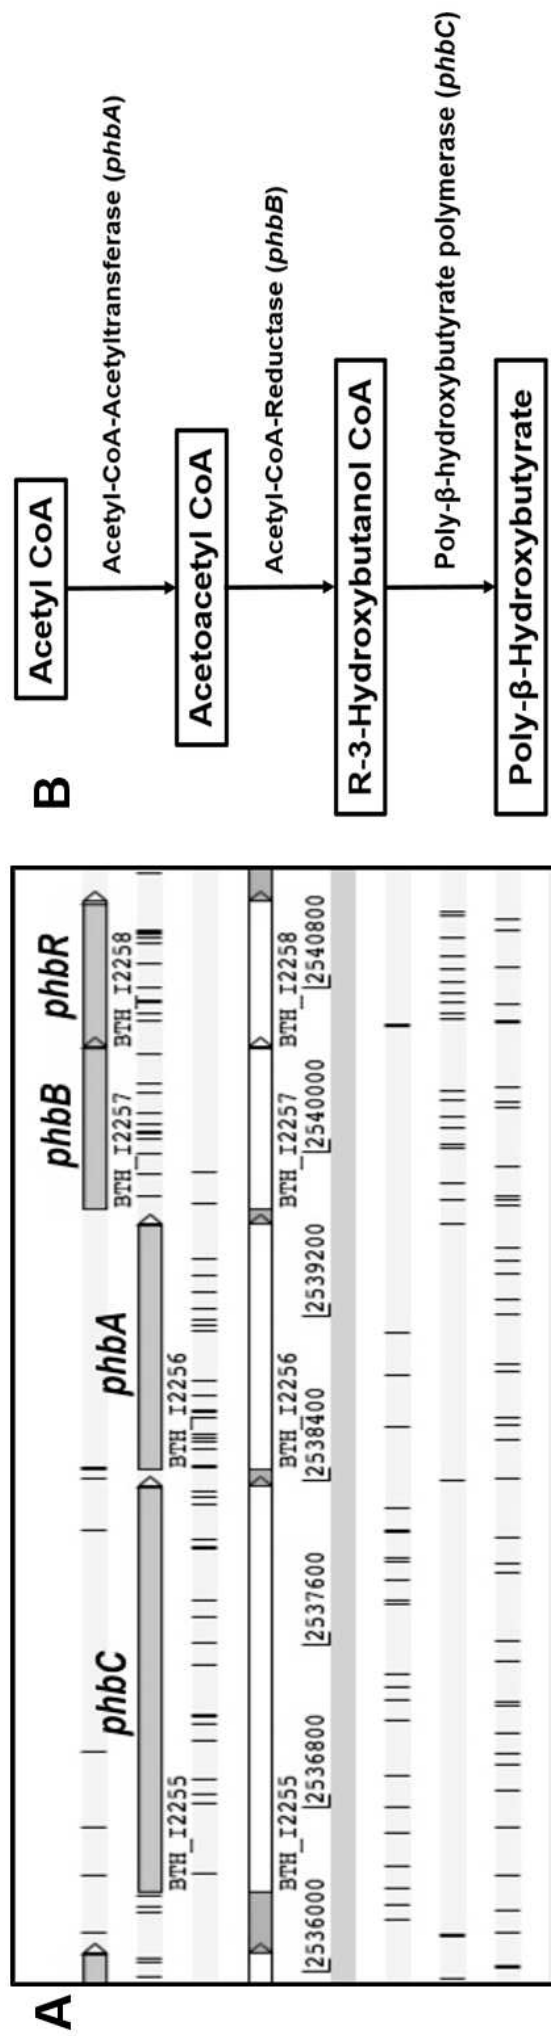 A
phbC
phbA
phbB
phbR
BTH_I2257
BTH_I2258
BTH_I2255
BTH_I2256
BTH_I2255
BTH_I2256
BTH_I2257
BTH_I2258
2536000
2536800
2537600
2538400
2539200
2540000
2540800
B
Acetyl CoA
Acetyl-CoA-Acetyltransferase (phbA)
Acetoacetyl CoA
Acetyl-CoA-Reductase (phbB)
R-3-Hydroxybutanol CoA
Poly-β-hydroxybutyrate polymerase (phbC)
Poly-β-Hydroxybutyrate